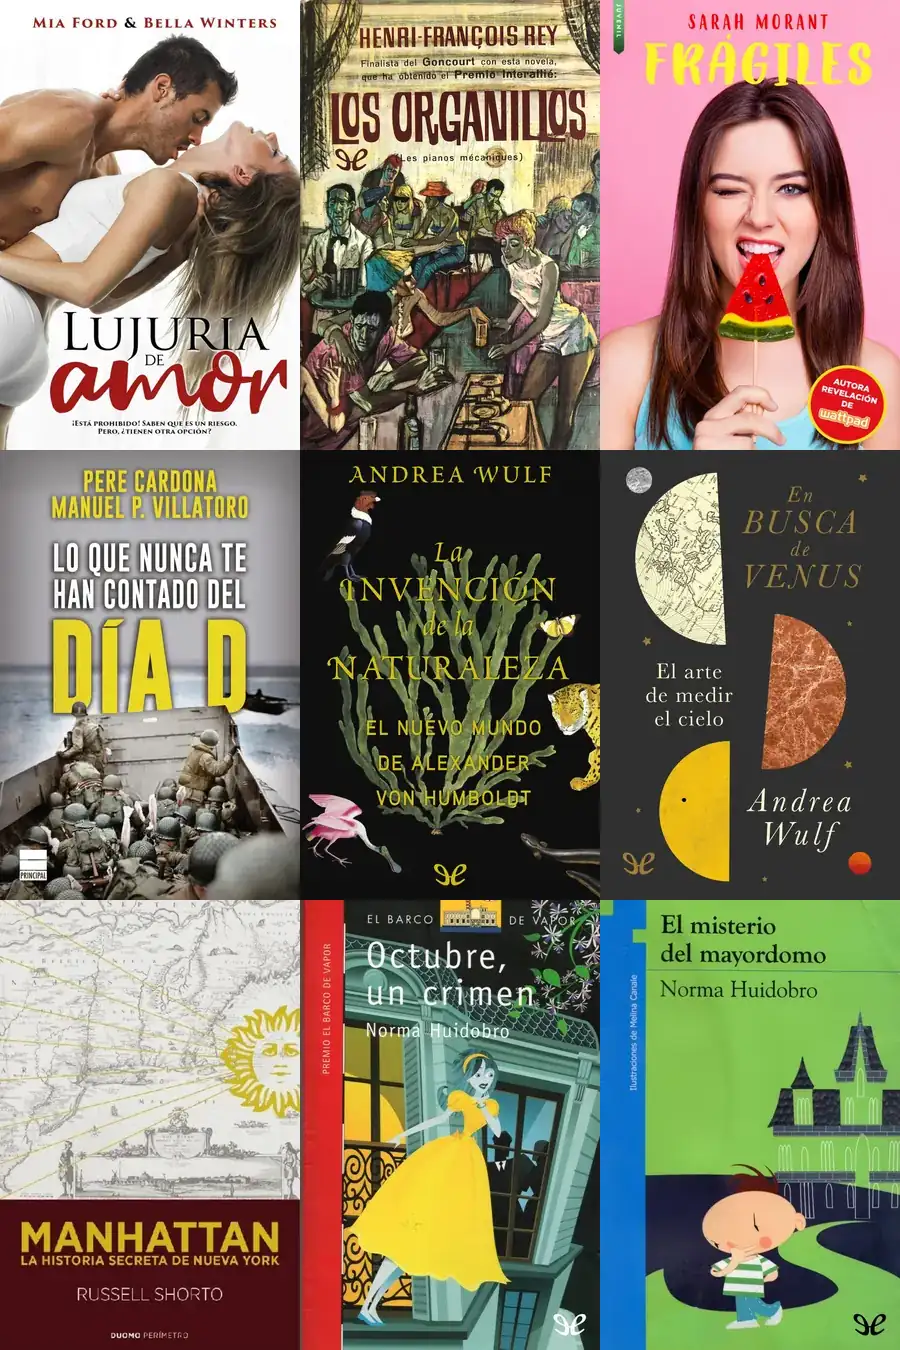 MIA FORD & BELLA WINTERS
LUJURIA
DE
amor
¡ESTÁ PROHIBIDO! SABEN QUE ES UN RIESGO.
PERO, ¿TIENEN OTRA OPCIÓN?
HENRI-FRANÇOIS REY
Finalista del Goncourt con esta novela,
que ha obtenido el Premio Interallié:
LOS ORGANILLOS
(Les pianos mécaniques)
JUVENIL
SARAH MORANT
FRÁGILES
AUTORA
REVELACIÓN
DE
wattpad
PERE CARDONA
MANUEL P. VILLATORO
LO QUE NUNCA TE
HAN CONTADO DEL
DÍA D
PRINCIPAL
ANDREA WULF
La
INVENCIÓN
de la
NATURALEZA
EL NUEVO MUNDO
DE ALEXANDER
VON HUMBOLDT
En
BUSCA
de
VENUS
El arte
de medir
el cielo
Andrea
Wulf
MANHATTAN
LA HISTORIA SECRETA DE NUEVA YORK
RUSSELL SHORTO
DUOMO PERÍMETRO
PREMIO EL BARCO DE VAPOR
EL BARCO DE VAPOR
Octubre,
un crimen
Norma Huidobro
Ilustraciones de Melina Canale
El misterio
del mayordomo
Norma Huidobro